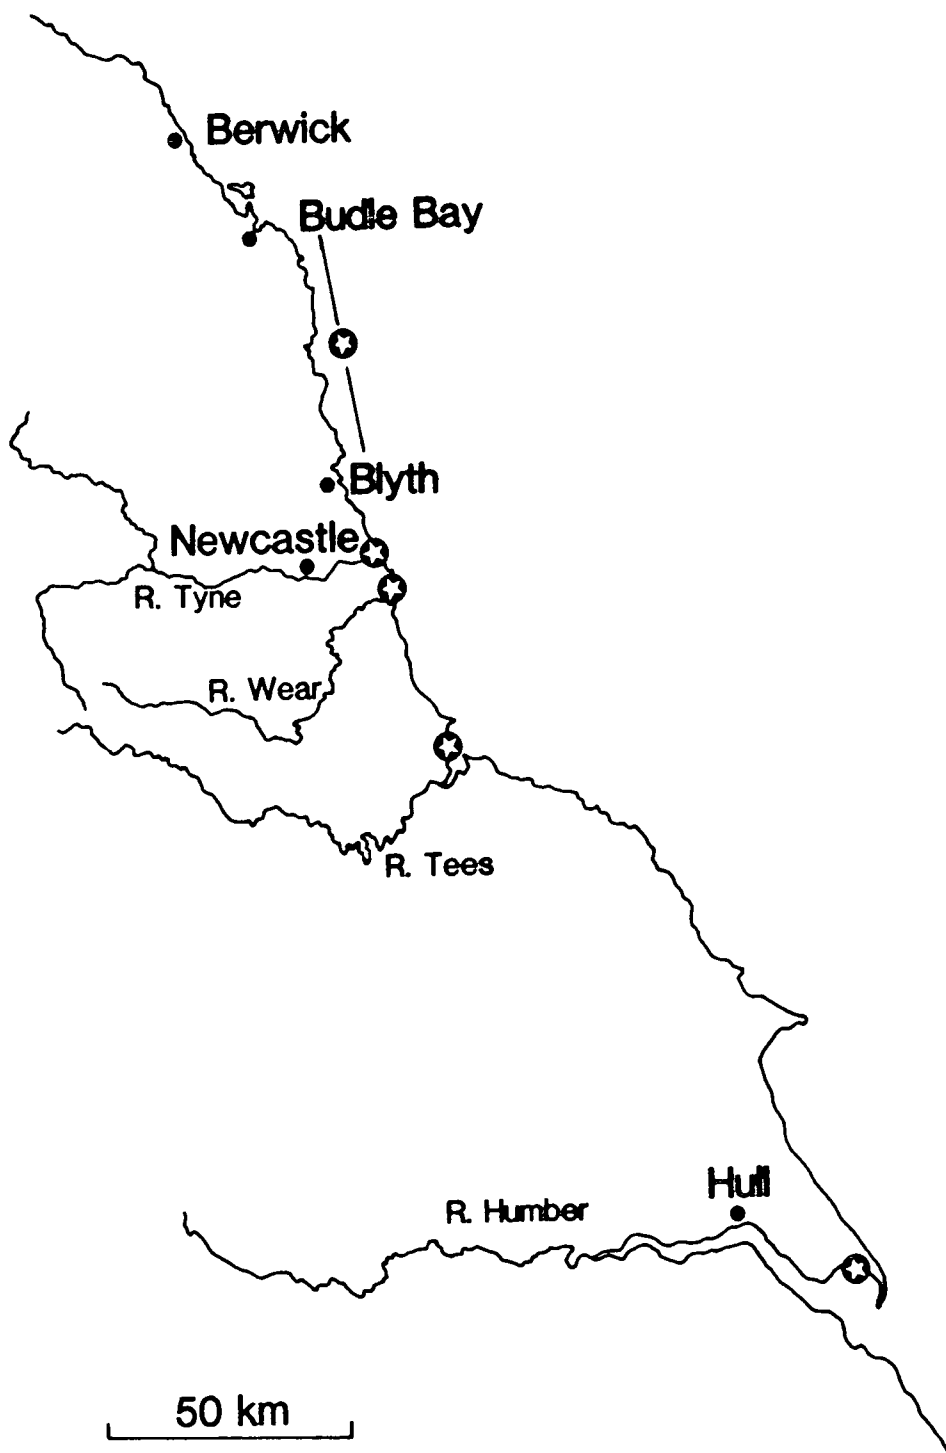 Berwick
Budle Bay
Blyth
Newcastle
R. Tyne
R. Wear
R. Tees
Hull
R. Humber
50 km